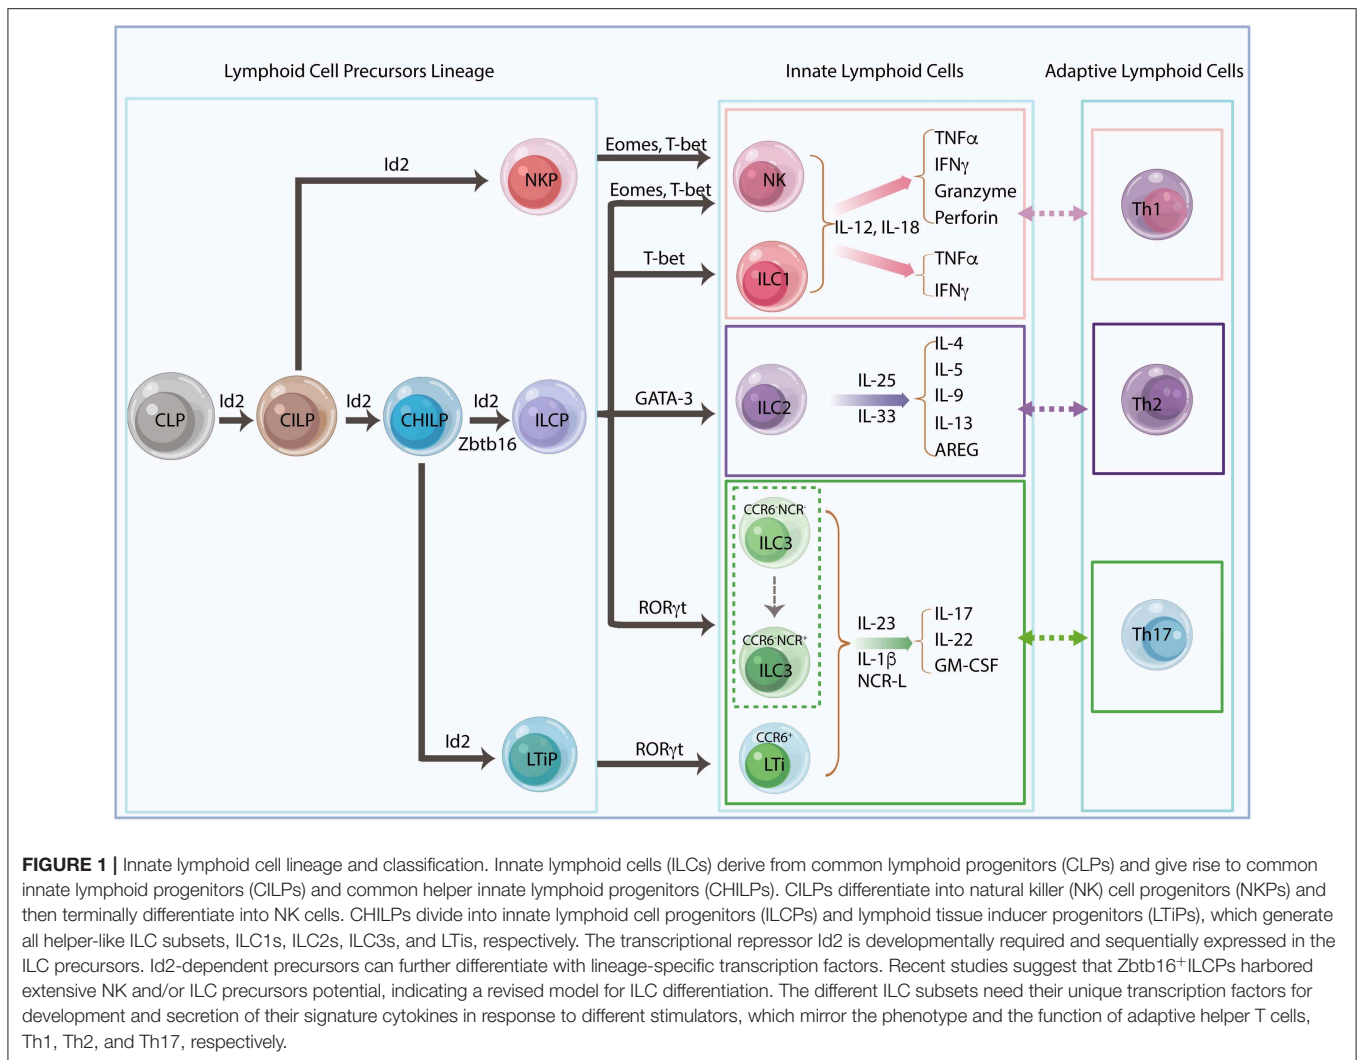 Lymphoid Cell Precursors Lineage
Innate Lymphoid Cells
Adaptive Lymphoid Cells
Id2
NKP
Eomes, T-bet
Eomes, T-bet
T-bet
NK
ILC1
IL-12, IL-18
TNFα
IFNγ
Granzyme
Perforin
TNFα
IFNγ
Th1
CLP
Id2
CILP
Id2
CHILP
Id2
Zbtb16
ILCP
GATA-3
ILC2
IL-25
IL-33
IL-4
IL-5
IL-9
IL-13
AREG
Th2
RORγt
CCR6⁻NCR⁻
ILC3
CCR6⁻NCR⁺
ILC3
IL-23
IL-1β
NCR-L
IL-17
IL-22
GM-CSF
Th17
Id2
LTiP
RORγt
CCR6⁺
LTi
FIGURE 1 | Innate lymphoid cell lineage and classification. Innate lymphoid cells (ILCs) derive from common lymphoid progenitors (CLPs) and give rise to common
innate lymphoid progenitors (CILPs) and common helper innate lymphoid progenitors (CHILPs). CILPs differentiate into natural killer (NK) cell progenitors (NKPs) and
then terminally differentiate into NK cells. CHILPs divide into innate lymphoid cell progenitors (ILCPs) and lymphoid tissue inducer progenitors (LTiPs), which generate
all helper-like ILC subsets, ILC1s, ILC2s, ILC3s, and LTis, respectively. The transcriptional repressor Id2 is developmentally required and sequentially expressed in the
ILC precursors. Id2-dependent precursors can further differentiate with lineage-specific transcription factors. Recent studies suggest that Zbtb16⁺ILCPs harbored
extensive NK and/or ILC precursors potential, indicating a revised model for ILC differentiation. The different ILC subsets need their unique transcription factors for
development and secretion of their signature cytokines in response to different stimulators, which mirror the phenotype and the function of adaptive helper T cells,
Th1, Th2, and Th17, respectively.